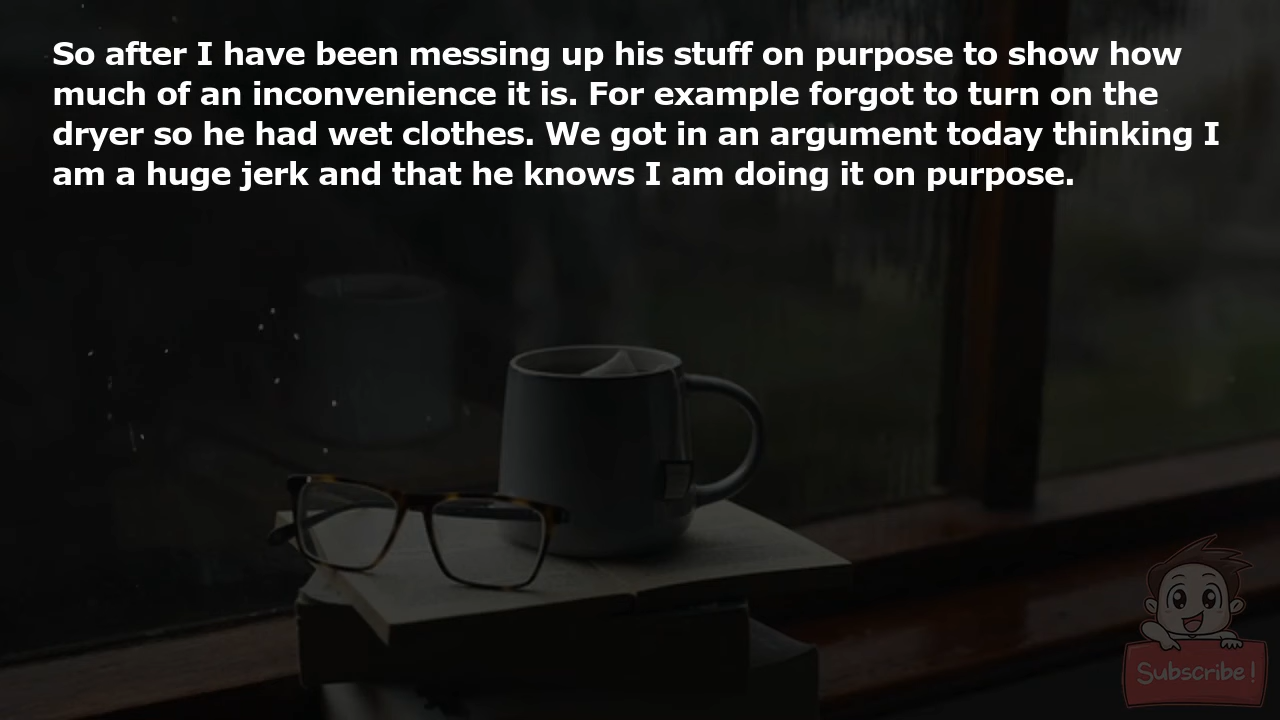 So after I have been messing up his stuff on purpose to show how
much of an inconvenience it is. For example forgot to turn on the
dryer so he had wet clothes. We got in an argument today thinking I
am a huge jerk and that he knows I am doing it on purpose.
Subscribe!